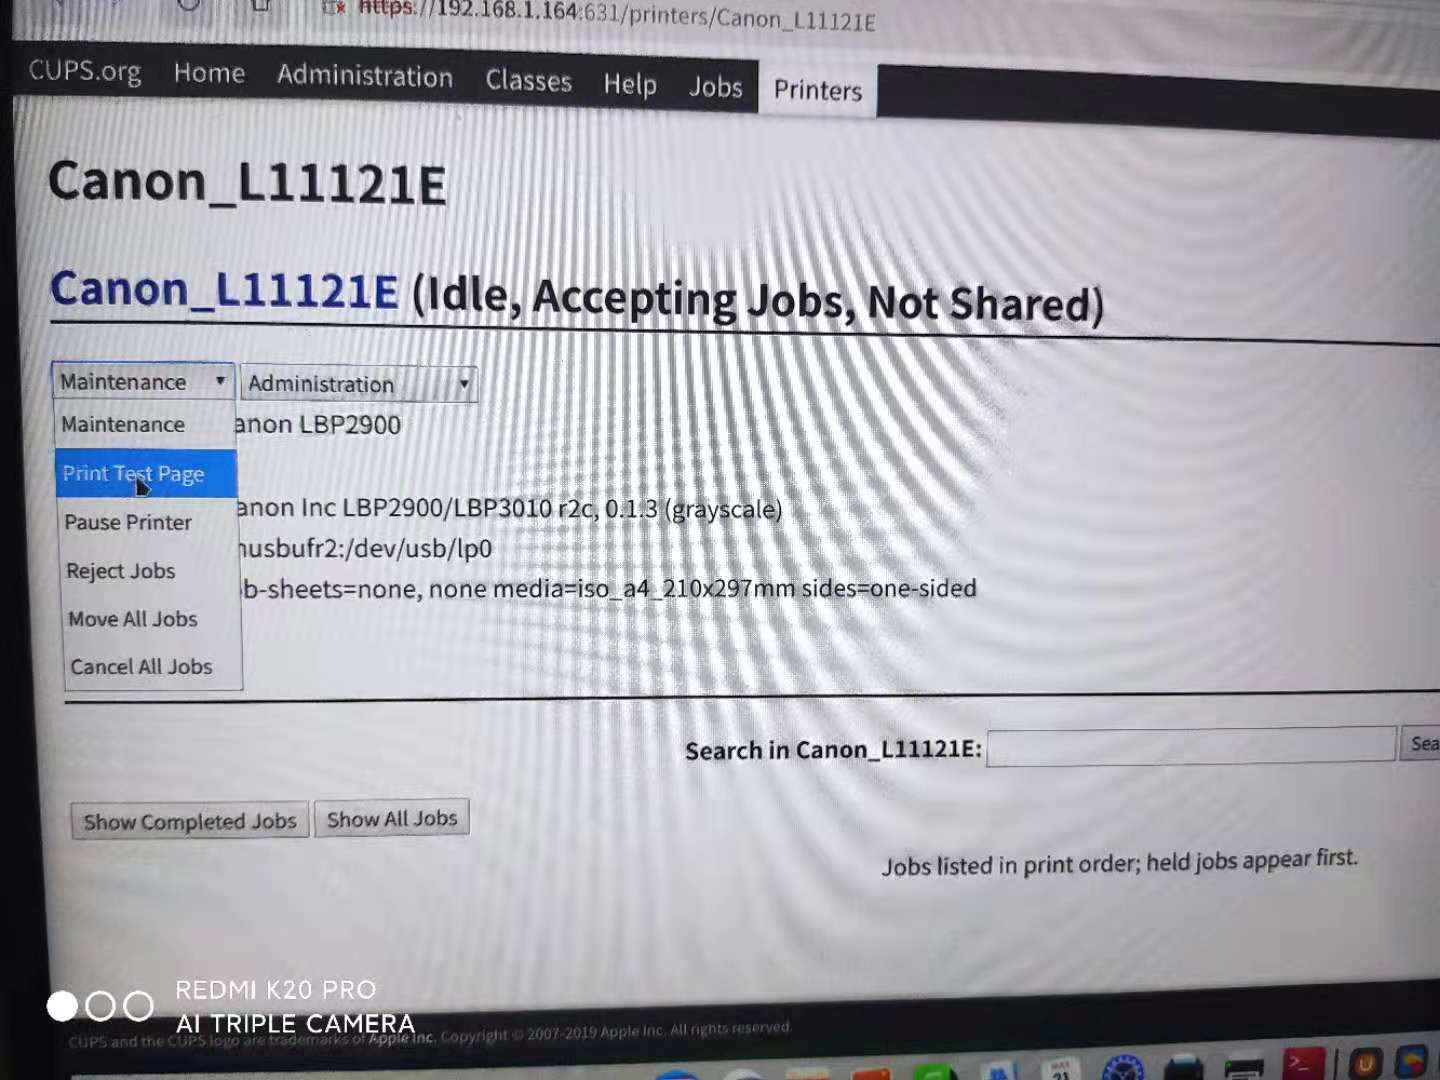 https://192.168.1.164:631/printers/Canon_L11121E
CUPS.org Home Administration Classes Help Jobs Printers
Canon_L11121E
Canon_L11121E (Idle, Accepting Jobs, Not Shared)
Maintenance ▼ Administration ▼
Maintenance
anon LBP2900
Print Test Page
Pause Printer
anon Inc LBP2900/LBP3010 r2c, 0.1.3 (grayscale)
usbufr2:/dev/usb/lp0
Reject Jobs
b-sheets=none, none media=iso_a4_210x297mm sides=one-sided
Move All Jobs
Cancel All Jobs
Search in Canon_L11121E:
Sea
Show Completed Jobs Show All Jobs
Jobs listed in print order; held jobs appear first.
REDMI K20 PRO
AI TRIPLE CAMERA
CUPS and the CUPS logo are trademarks of Apple Inc. Copyright © 2007-2019 Apple Inc. All rights reserved.
21